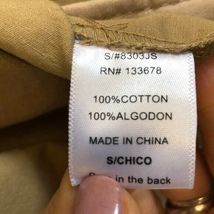 S/#8303JS
RN# 133678
100%COTTON
100%ALGODON
MADE IN CHINA
S/CHICO
in the back